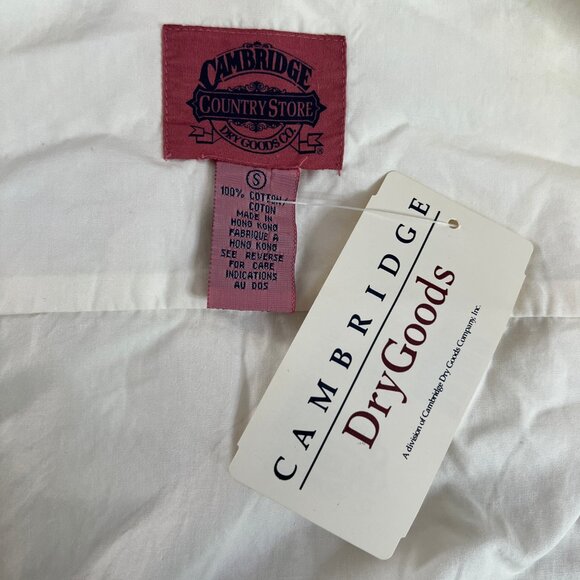 CAMBRIDGE
COUNTRY STORE
DRY GOODS CO.
®
S
100% COTTON/
COTON
MADE IN
HONG KONG
FABRIQUE A
HONG KONG
SEE REVERSE
FOR CARE
INDICATIONS
AU DOS
CAMBRIDGE
DryGoods
A division of Cambridge Dry Goods Company, Inc.